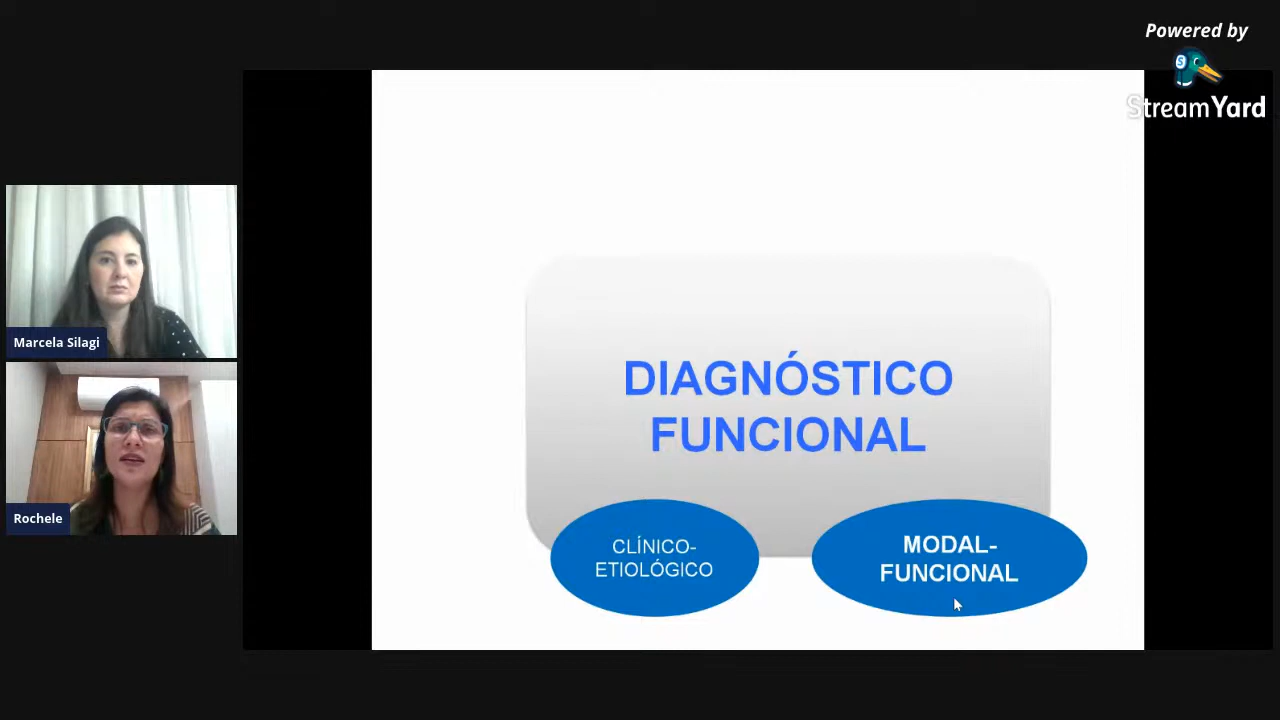 Powered by
StreamYard
Marcela Silagi
Rochele
DIAGNÓSTICO
FUNCIONAL
CLÍNICO-
ETIOLÓGICO
MODAL-
FUNCIONAL